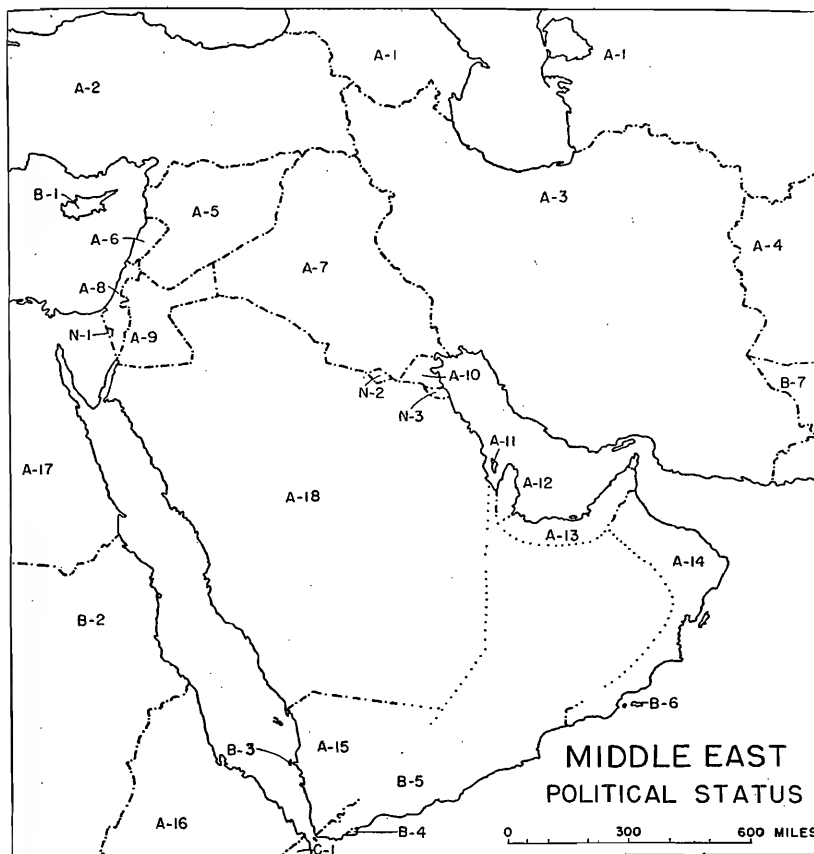 A-1
A-1
A-2
B-1
A-3
A-5
A-4
A-6
A-7
A-8
N-1
A-9
A-10
B-7
N-2
N-3
A-11
A-17
A-12
A-18
A-13
A-14
B-2
B-6
B-3
A-15
MIDDLE EAST
B-5
POLITICAL STATUS
A-16
B-4
0 300 600 MILES
C-1